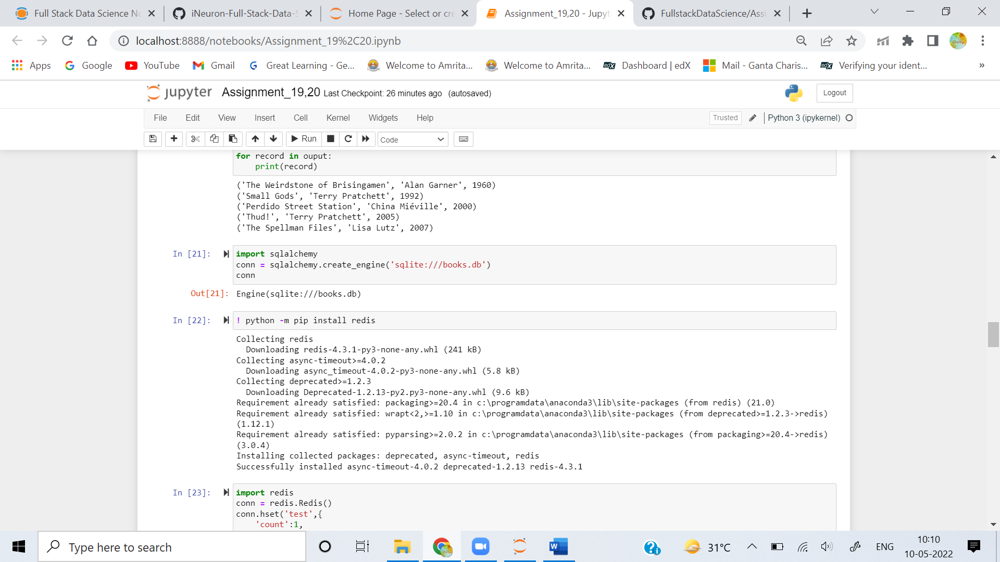 Full Stack Data Science
iNeuron-Full-Stack-Data-
Home Page - Select or cre
Assignment_19,20 - Jupyt
FullstackDataScience/Assi
localhost:8888/notebooks/Assignment_19%2C20.ipynb
Apps
Google
YouTube
Gmail
Great Learning - Ge...
Welcome to Amrita...
Welcome to Amrita...
edX
Dashboard | edX
Mail - Ganta Charis...
edX
Verifying your ident...
»
jupyter
Assignment_19,20 Last Checkpoint: 26 minutes ago (autosaved)
Logout
File
Edit
View
Insert
Cell
Kernel
Widgets
Help
Trusted
Python 3 (ipykernel)
Run
Code
for record in ouput:
print(record)
('The Weirdstone of Brisingamen', 'Alan Garner', 1960)
('Small Gods', 'Terry Pratchett', 1992)
('Perdido Street Station', 'China Miéville', 2000)
('Thud!', 'Terry Pratchett', 2005)
('The Spellman Files', 'Lisa Lutz', 2007)
In [21]:
import sqlalchemy
conn = sqlalchemy.create_engine('sqlite:///books.db')
conn
Out[21]: Engine(sqlite:///books.db)
In [22]:
! python -m pip install redis
Collecting redis
Downloading redis-4.3.1-py3-none-any.whl (241 kB)
Collecting async-timeout>=4.0.2
Downloading async_timeout-4.0.2-py3-none-any.whl (5.8 kB)
Collecting deprecated>=1.2.3
Downloading Deprecated-1.2.13-py2.py3-none-any.whl (9.6 kB)
Requirement already satisfied: packaging>=20.4 in c:\programdata\anaconda3\lib\site-packages (from redis) (21.0)
Requirement already satisfied: wrapt<2,>=1.10 in c:\programdata\anaconda3\lib\site-packages (from deprecated>=1.2.3->redis)
(1.12.1)
Requirement already satisfied: pyparsing>=2.0.2 in c:\programdata\anaconda3\lib\site-packages (from packaging>=20.4->redis)
(3.0.4)
Installing collected packages: deprecated, async-timeout, redis
Successfully installed async-timeout-4.0.2 deprecated-1.2.13 redis-4.3.1
In [23]:
import redis
conn = redis.Redis()
conn.hset('test',{
'count':1,
Type here to search
31°C
ENG
10:10
10-05-2022